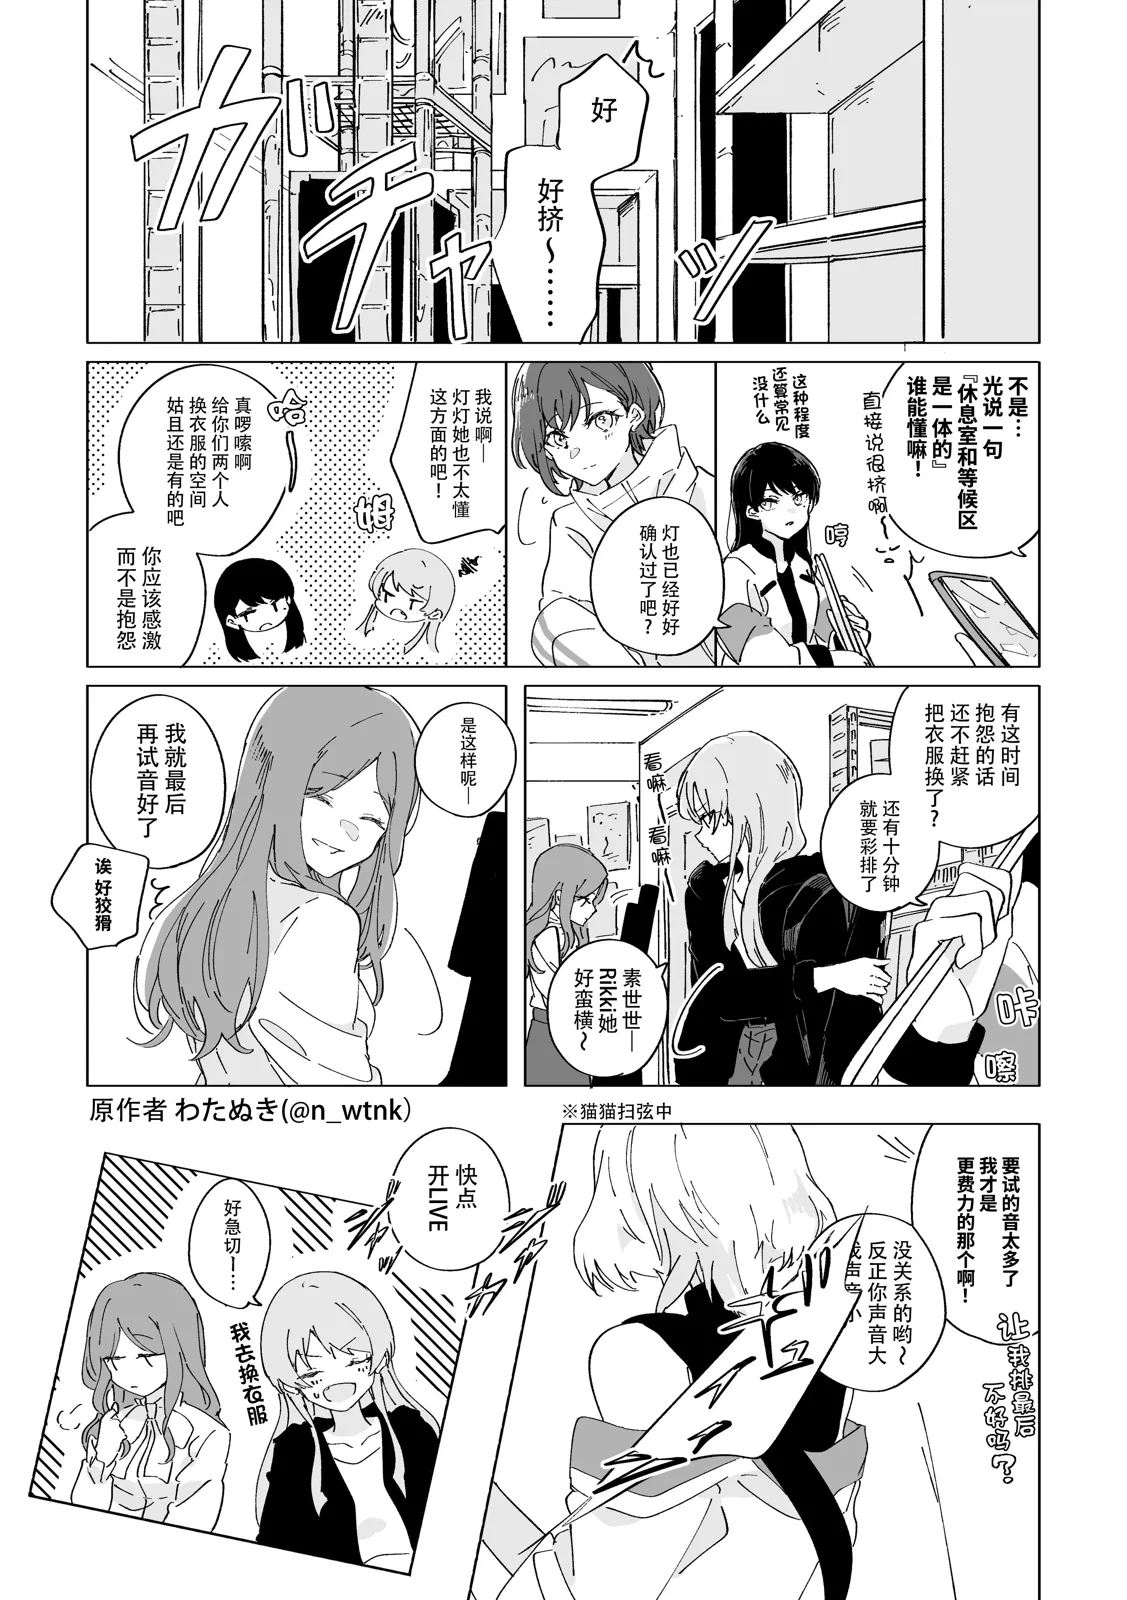 ガチャッ
好
好挤～……
不是…
光说一句
『休息室和等候区
是一体的』
谁能懂嘛！
直接说很挤啊～
这种程度
还算常见
没什么
哼
灯也已经好好
确认过了吧？
我说啊—
灯灯她也不太懂
这方面的吧！
姆
哈
真啰嗦啊
给你们两个人
换衣服的空间
姑且还是有的吧
你应该感激
而不是抱怨
有这时间
抱怨的话
还不赶紧
把衣服换了？
还有十分钟
就要彩排了
咔
嚓
看嘛
看嘛
素世世—
Rikki她
好蛮横～
是这样呢—
我就最后
再试音好了
诶 好狡猾
原作者 わたぬき(@n_wtnk)
※猫猫扫弦中
要试的音太多了
我才是
更费力的那个啊！
让我排最后
不好吗？
没关系的哟～
反正你声音大
ギャーン
快点
开LIVE
好急切
！…
我去换衣服